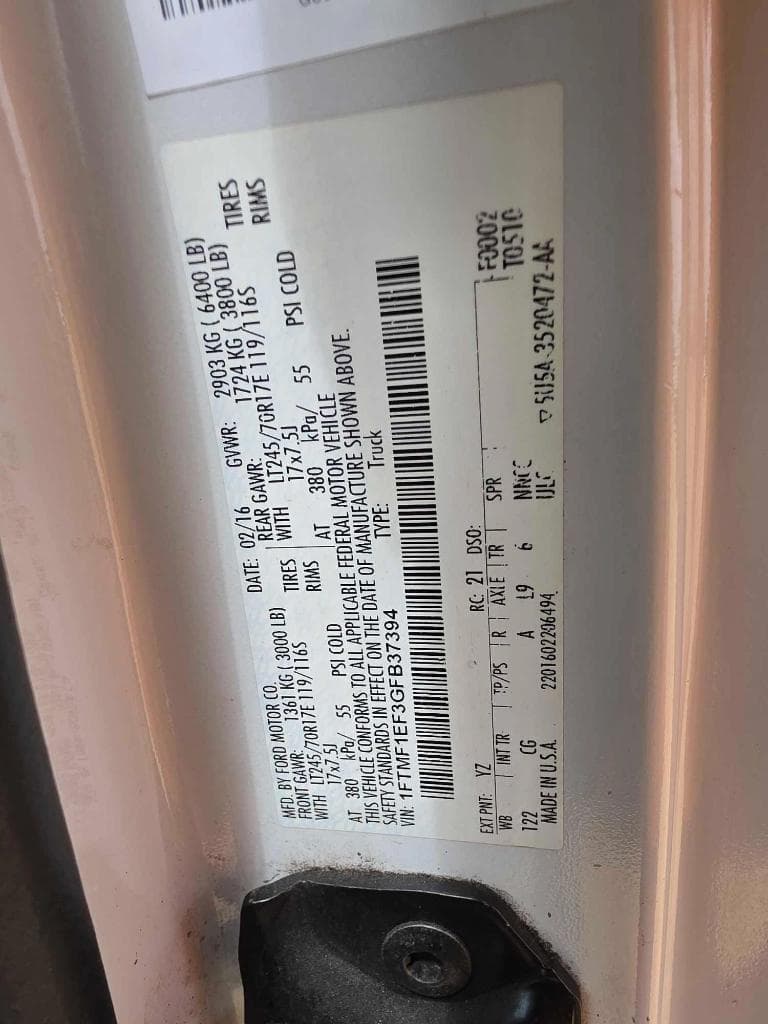 MFD. BY FORD MOTOR CO.
DATE: 02/16 GVWR: 2903 KG ( 6400 LB)
FRONT GAWR: 1361 KG ( 3000 LB) REAR GAWR: 1724 KG ( 3800 LB)
WITH LT245/70R17E 119/116S TIRES WITH LT245/70R17E 119/116S TIRES
17x7.5J RIMS 17x7.5J RIMS
AT 380 kPa/ 55 PSI COLD AT 380 kPa/ 55 PSI COLD
THIS VEHICLE CONFORMS TO ALL APPLICABLE FEDERAL MOTOR VEHICLE
SAFETY STANDARDS IN EFFECT ON THE DATE OF MANUFACTURE SHOWN ABOVE.
VIN: 1FTMF1EF3GFB37394 TYPE: Truck
EXT PNT: YZ RC: 21 DSO: F0002
WB INT TR TP/PS R AXLE TR SPR T0510
122 CG A L9 6 NNCC
MADE IN U.S.A. 2201602206494 ULC 5U5A-3520472-AA